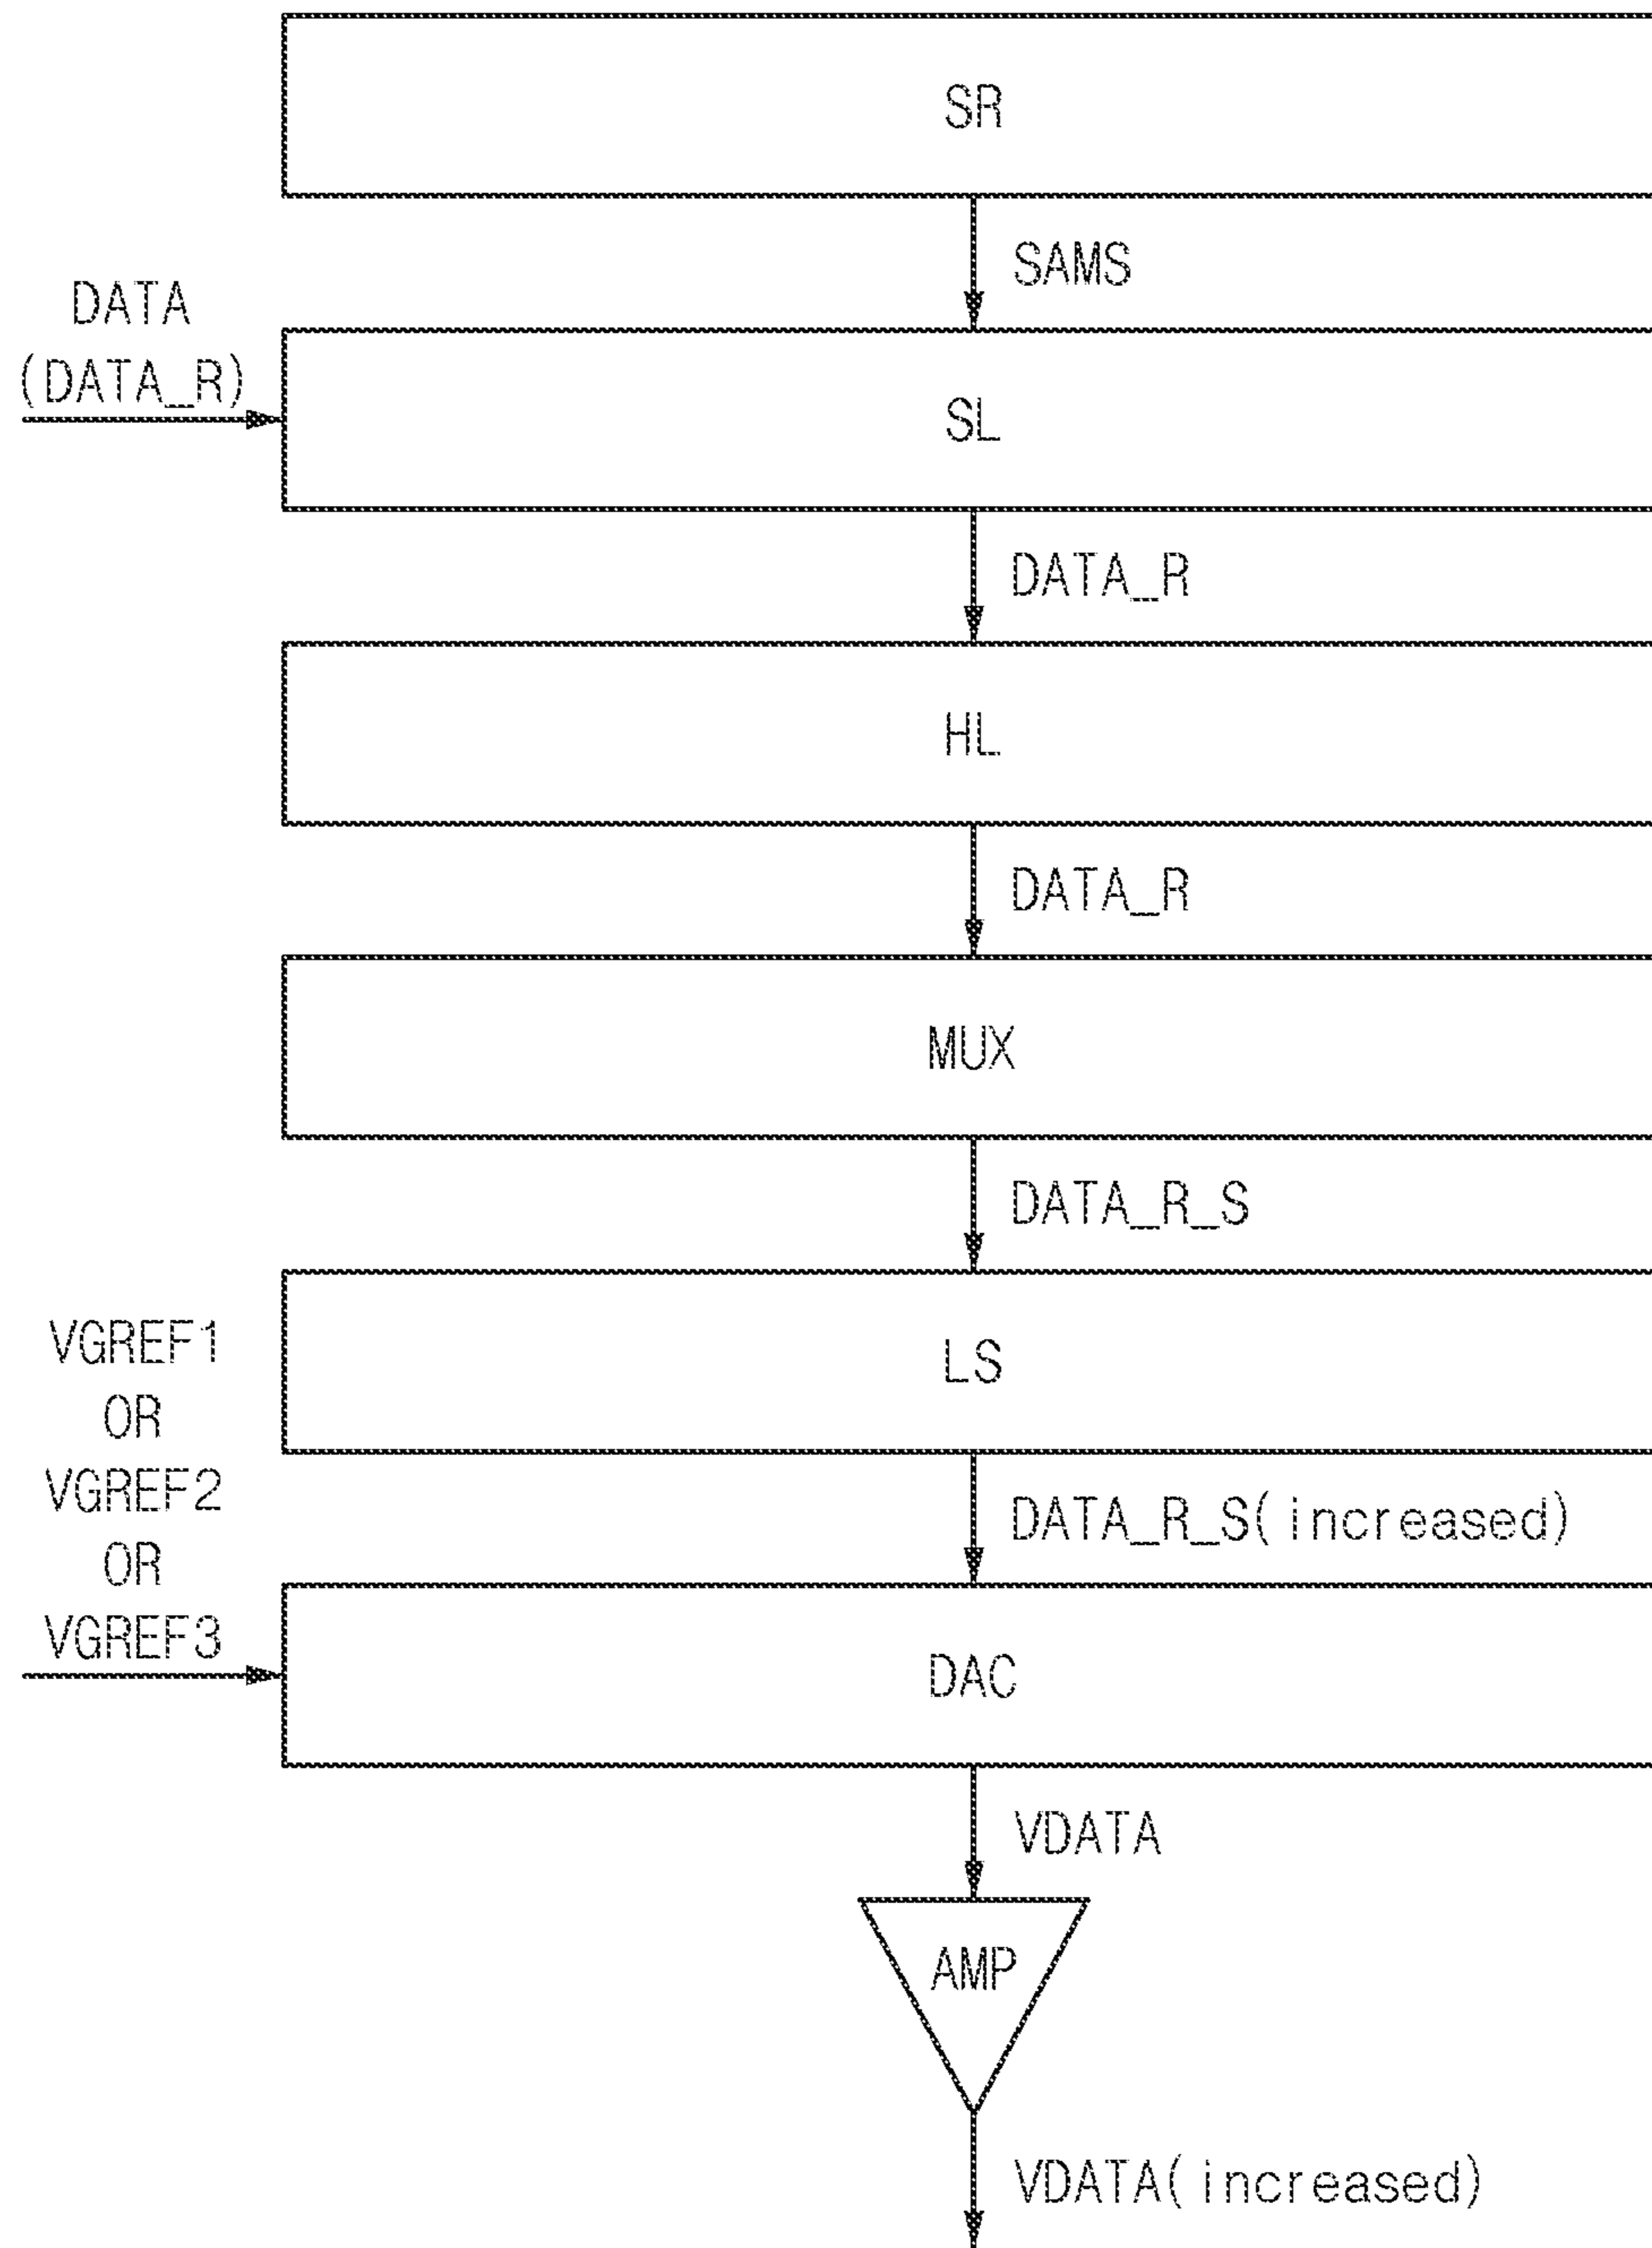 SR
SAMS
DATA
(DATA_R)
SL
DATA_R
HL
DATA_R
MUX
DATA_R_S
LS
VGREF1
OR
VGREF2
OR
VGREF3
DATA_R_S(increased)
DAC
VDATA
AMP
VDATA(increased)